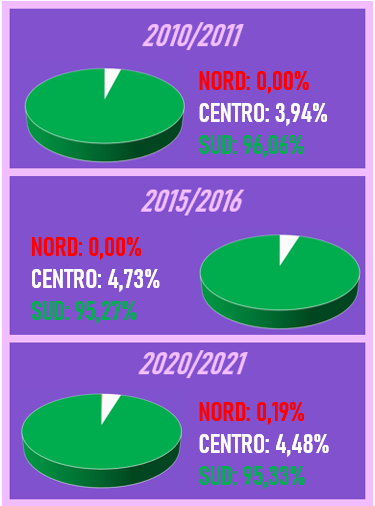 2010/2011
NORD: 0,00%
CENTRO: 3,94%
SUD: 96,06%
2015/2016
NORD: 0,00%
CENTRO: 4,73%
SUD: 95,27%
2020/2021
NORD: 0,19%
CENTRO: 4,48%
SUD: 95,33%